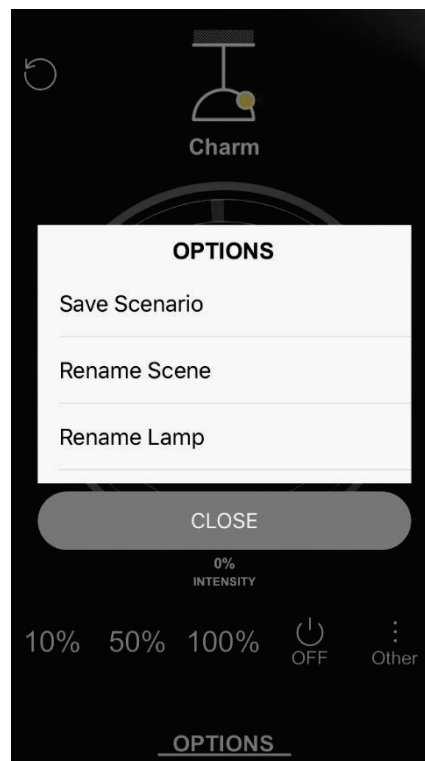 Charm
OPTIONS
Save Scenario
Rename Scene
Rename Lamp
CLOSE
0%
INTENSITY
10% 50% 100% OFF Other
OPTIONS